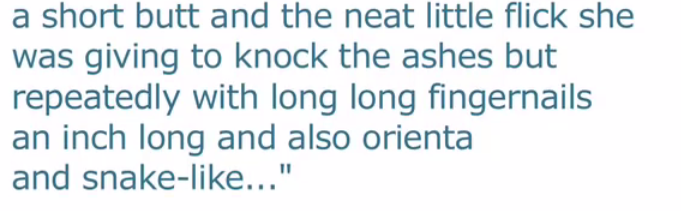 a short butt and the neat little flick she
was giving to knock the ashes but
repeatedly with long long fingernails
an inch long and also orienta
and snake-like..."